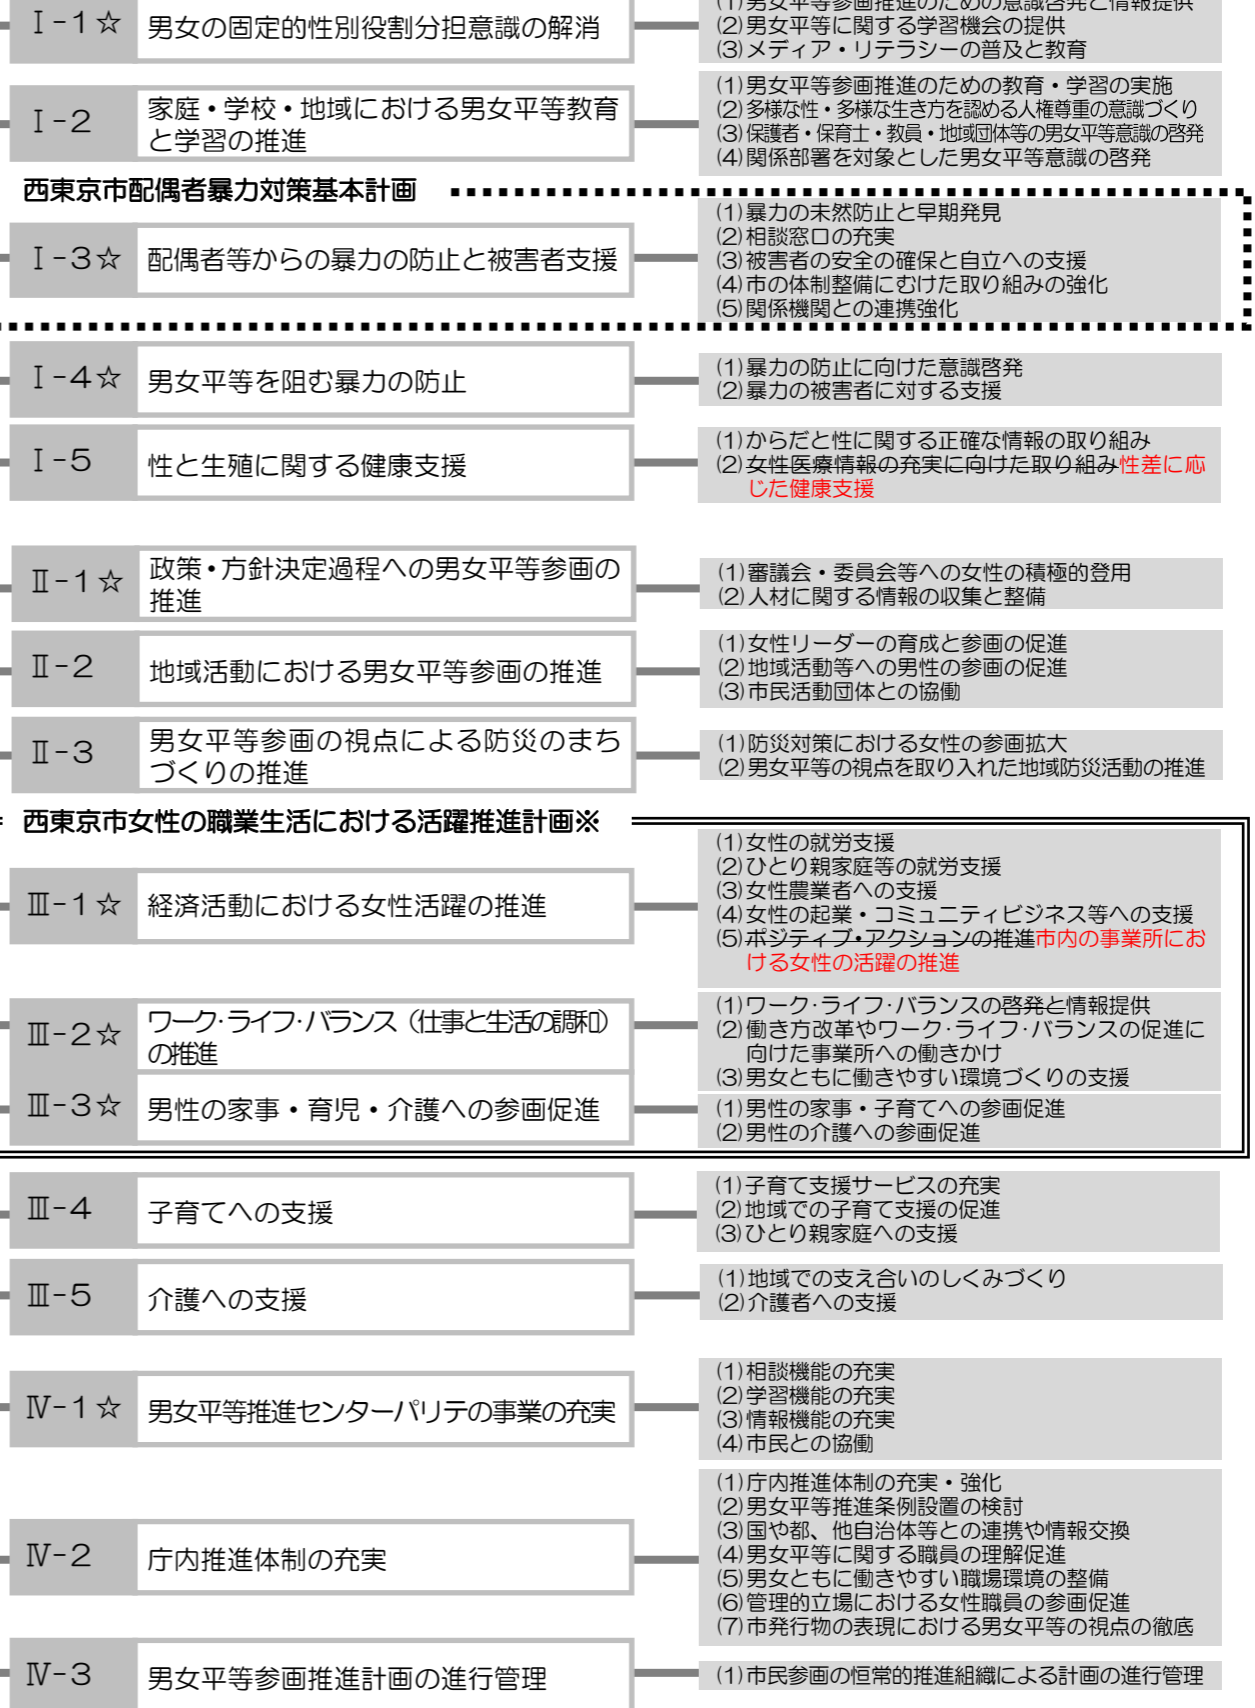 (1)男女平等参画推進のための意識啓発と情報提供
Ⅰ-1☆ 男女の固定的性別役割分担意識の解消
(2)男女平等に関する学習機会の提供
(3)メディア・リテラシーの普及と教育
Ⅰ-2
家庭・学校・地域における男女平等教育
と学習の推進
(1)男女平等参画推進のための教育・学習の実施
(2)多様な性・多様な生き方を認める人権尊重の意識づくり
(3)保護者・保育士・教員・地域団体等の男女平等意識の啓発
(4)関係部署を対象とした男女平等意識の啓発
西東京市配偶者暴力対策基本計画
Ⅰ-3☆ 配偶者等からの暴力の防止と被害者支援
(1)暴力の未然防止と早期発見
(2)相談窓口の充実
(3)被害者の安全の確保と自立への支援
(4)市の体制整備にむけた取り組みの強化
(5)関係機関との連携強化
Ⅰ-4☆ 男女平等を阻む暴力の防止
(1)暴力の防止に向けた意識啓発
(2)暴力の被害者に対する支援
Ⅰ-5 性と生殖に関する健康支援
(1)からだと性に関する正確な情報の取り組み
(2)女性医療情報の充実に向けた取り組み性差に応
じた健康支援
Ⅱ-1☆
政策・方針決定過程への男女平等参画の
推進
(1)審議会・委員会等への女性の積極的登用
(2)人材に関する情報の収集と整備
Ⅱ-2 地域活動における男女平等参画の推進
(1)女性リーダーの育成と参画の促進
(2)地域活動等への男性の参画の促進
(3)市民活動団体との協働
Ⅱ-3
男女平等参画の視点による防災のまち
づくりの推進
(1)防災対策における女性の参画拡大
(2)男女平等の視点を取り入れた地域防災活動の推進
西東京市女性の職業生活における活躍推進計画※
Ⅲ-1☆ 経済活動における女性活躍の推進
(1)女性の就労支援
(2)ひとり親家庭等の就労支援
(3)女性農業者への支援
(4)女性の起業・コミュニティビジネス等への支援
(5)ポジティブ・アクションの推進市内の事業所にお
ける女性の活躍の推進
Ⅲ-2☆
ワーク・ライフ・バランス（仕事と生活の調和）
の推進
(1)ワーク・ライフ・バランスの啓発と情報提供
(2)働き方改革やワーク・ライフ・バランスの促進に
向けた事業所への働きかけ
(3)男女ともに働きやすい環境づくりの支援
Ⅲ-3☆ 男性の家事・育児・介護への参画促進
(1)男性の家事・子育てへの参画促進
(2)男性の介護への参画促進
Ⅲ-4 子育てへの支援
(1)子育て支援サービスの充実
(2)地域での子育て支援の促進
(3)ひとり親家庭への支援
Ⅲ-5 介護への支援
(1)地域での支え合いのしくみづくり
(2)介護者への支援
Ⅳ-1☆ 男女平等推進センターパリテの事業の充実
(1)相談機能の充実
(2)学習機能の充実
(3)情報機能の充実
(4)市民との協働
Ⅳ-2 庁内推進体制の充実
(1)庁内推進体制の充実・強化
(2)男女平等推進条例設置の検討
(3)国や都、他自治体等との連携や情報交換
(4)男女平等に関する職員の理解促進
(5)男女ともに働きやすい職場環境の整備
(6)管理的立場における女性職員の参画促進
(7)市発行物の表現における男女平等の視点の徹底
Ⅳ-3 男女平等参画推進計画の進行管理
(1)市民参画の恒常的推進組織による計画の進行管理